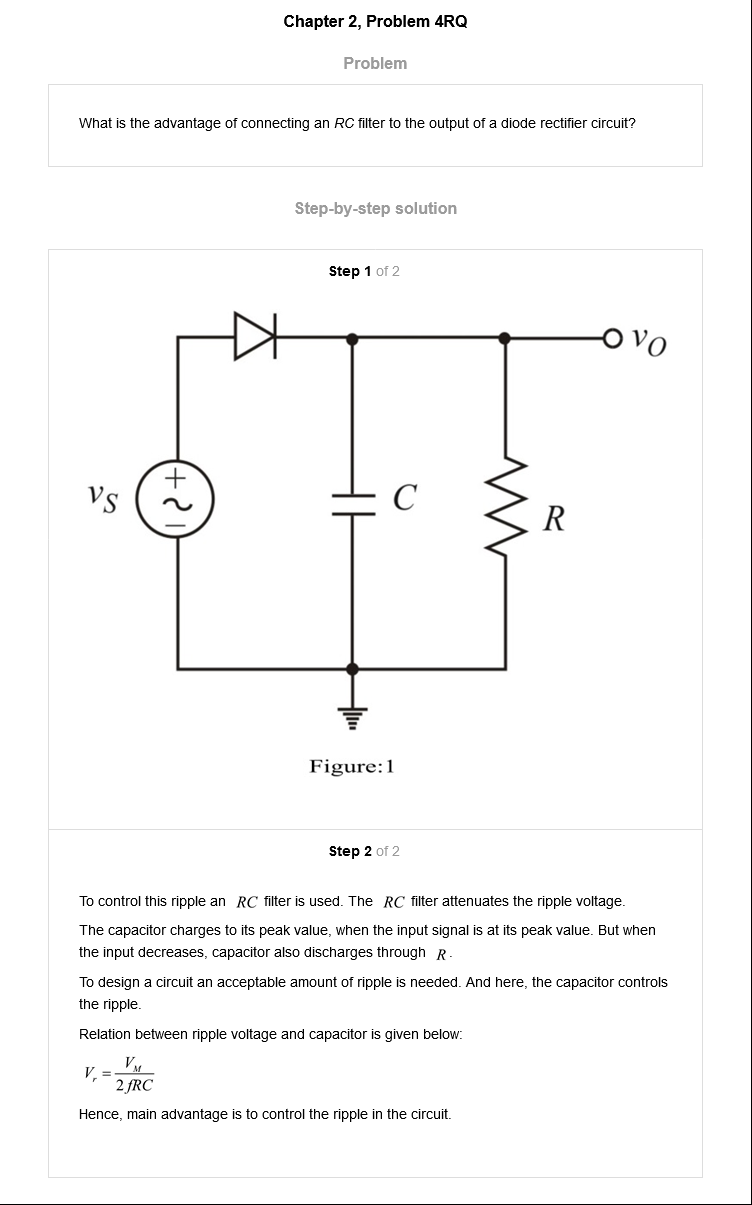 Chapter 2, Problem 4RQ
Problem
What is the advantage of connecting an RC filter to the output of a diode rectifier circuit?
Step-by-step solution
Step 1 of 2
v_O
v_S
+
~
−
C
R
Figure:1
Step 2 of 2
To control this ripple an RC filter is used. The RC filter attenuates the ripple voltage.
The capacitor charges to its peak value, when the input signal is at its peak value. But when
the input decreases, capacitor also discharges through R.
To design a circuit an acceptable amount of ripple is needed. And here, the capacitor controls
the ripple.
Relation between ripple voltage and capacitor is given below:
V_r = V_M / 2fRC
Hence, main advantage is to control the ripple in the circuit.